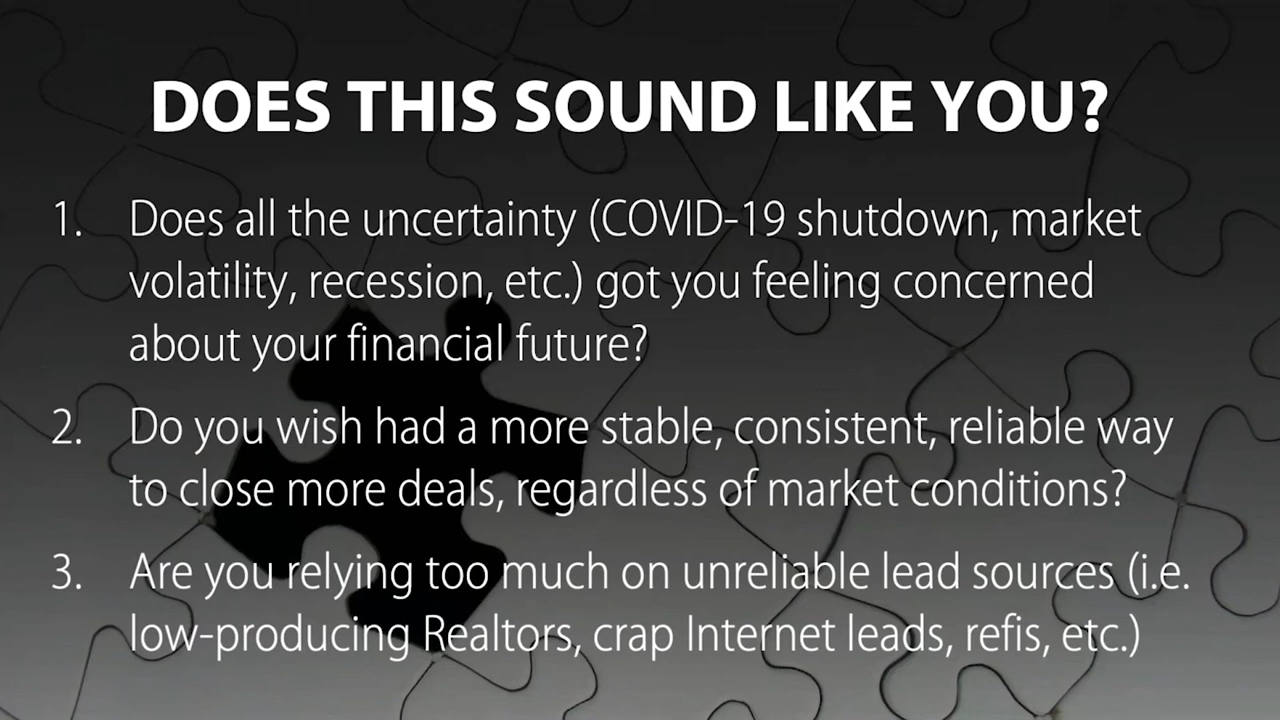 DOES THIS SOUND LIKE YOU?
1. Does all the uncertainty (COVID-19 shutdown, market
volatility, recession, etc.) got you feeling concerned
about your financial future?
2. Do you wish had a more stable, consistent, reliable way
to close more deals, regardless of market conditions?
3. Are you relying too much on unreliable lead sources (i.e.
low-producing Realtors, crap Internet leads, refis, etc.)